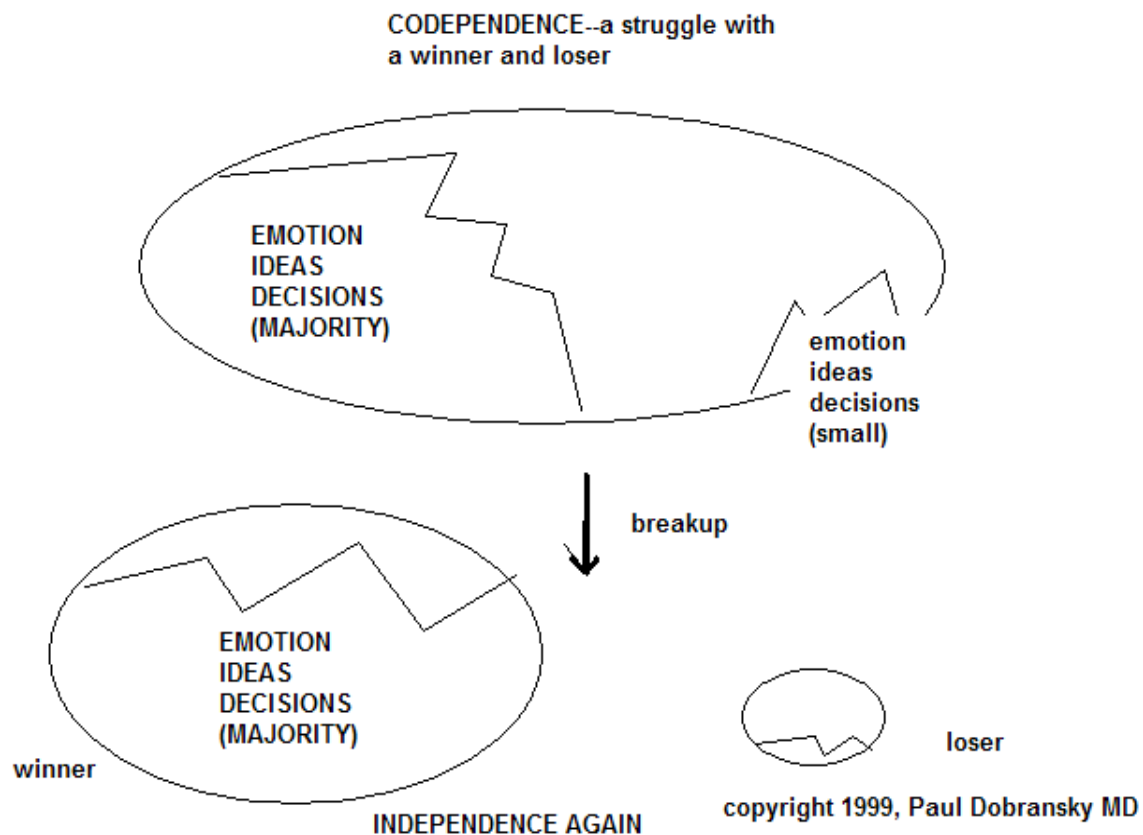 CODEPENDENCE--a struggle with
a winner and loser
EMOTION
IDEAS
DECISIONS
(MAJORITY)
emotion
ideas
decisions
(small)
breakup
EMOTION
IDEAS
DECISIONS
(MAJORITY)
winner
loser
INDEPENDENCE AGAIN
copyright 1999, Paul Dobransky MD